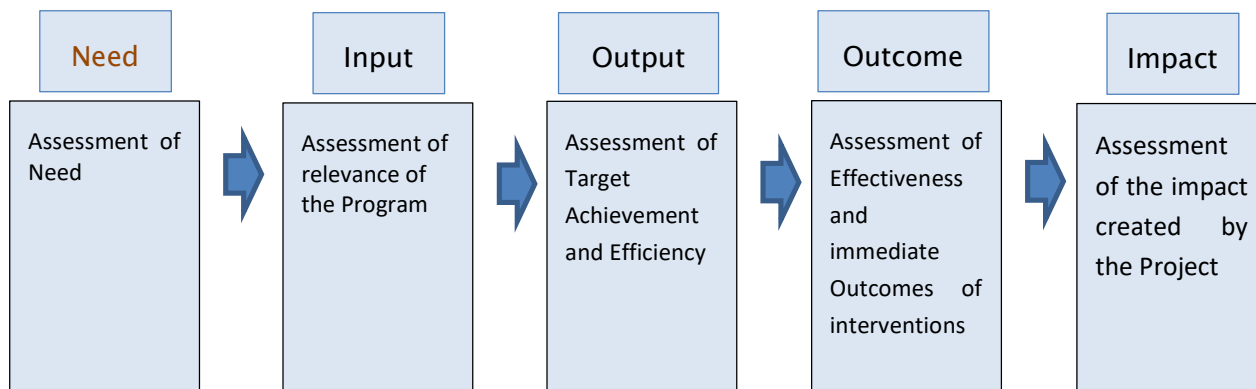 Need
Assessment of
Need
Input
Assessment of
relevance of
the Program
Output
Assessment of
Target
Achievement
and Efficiency
Outcome
Assessment of
Effectiveness
and
immediate
Outcomes of
interventions
Impact
Assessment
of the impact
created by
the Project